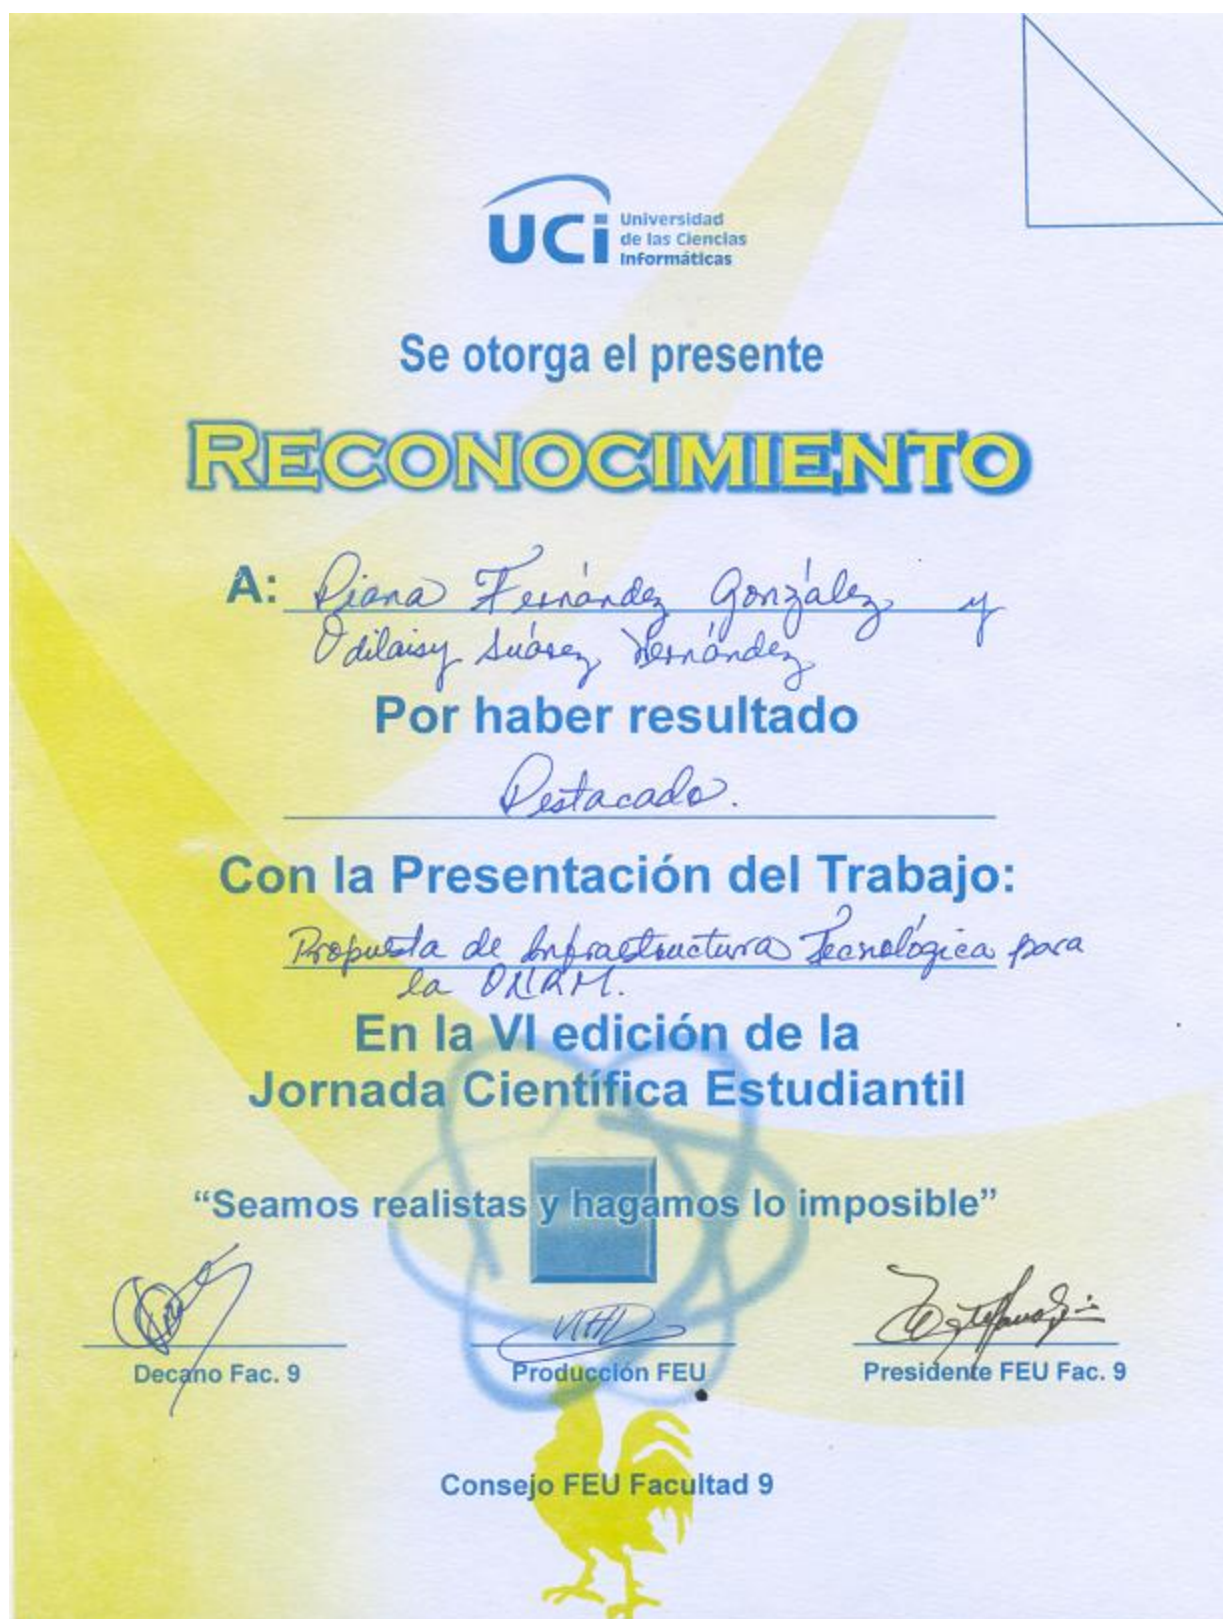 UCi
Universidad
de las Ciencias
Informáticas
Se otorga el presente
RECONOCIMIENTO
A: Diana Fernández González y
Odilaisy Suárez Hernández
Por haber resultado
Destacado.
Con la Presentación del Trabajo:
Propuesta de Infraestructura Tecnológica para
la ONRM.
En la VI edición de la
Jornada Científica Estudiantil
“Seamos realistas y hagamos lo imposible”
Decano Fac. 9
Producción FEU
Presidente FEU Fac. 9
Consejo FEU Facultad 9